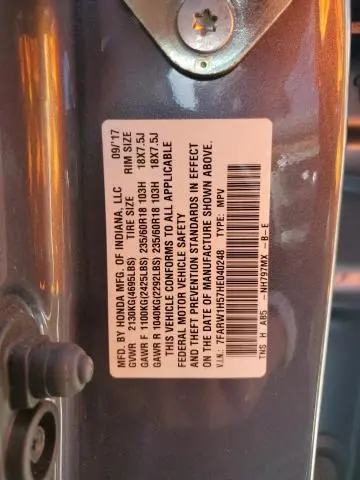 MFD. BY HONDA MFG. OF INDIANA, LLC 09/'17
GVWR 2130KG(4695LBS) TIRE SIZE RIM SIZE
GAWR F 1100KG(2425LBS) 235/60R18 103H 18X7.5J
GAWR R 1040KG(2292LBS) 235/60R18 103H 18X7.5J
THIS VEHICLE CONFORMS TO ALL APPLICABLE
FEDERAL MOTOR VEHICLE SAFETY
AND THEFT PREVENTION STANDARDS IN EFFECT
ON THE DATE OF MANUFACTURE SHOWN ABOVE.
V.I.N.: 7FARW1H57HE040248 TYPE: MPV
TNS H A85 -NH797MX -B-E